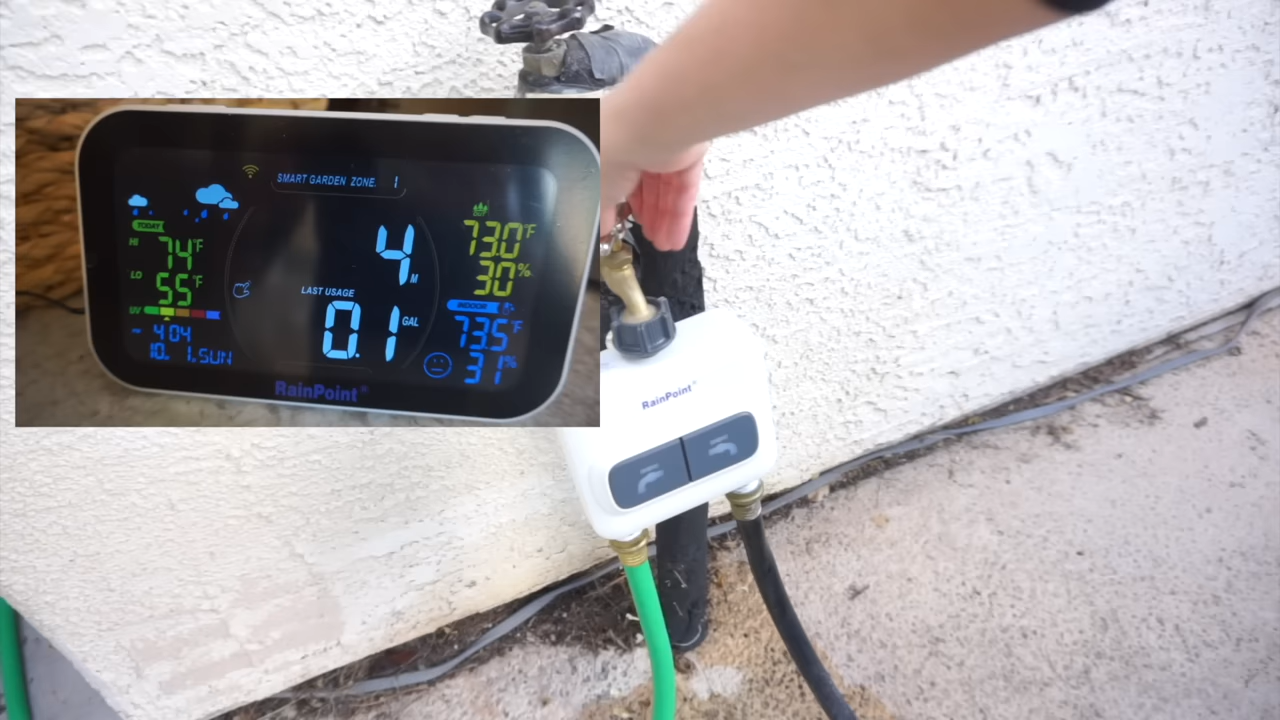 SMART GARDEN ZONE. 1
TODAY
HI 74°F
LO 55°F
UV
4:04
10. 1. SUN
4 M
LAST USAGE
0.1 GAL
73.0°F
30%
INDOOR
73.5°F
31%
RainPoint®
RainPoint®